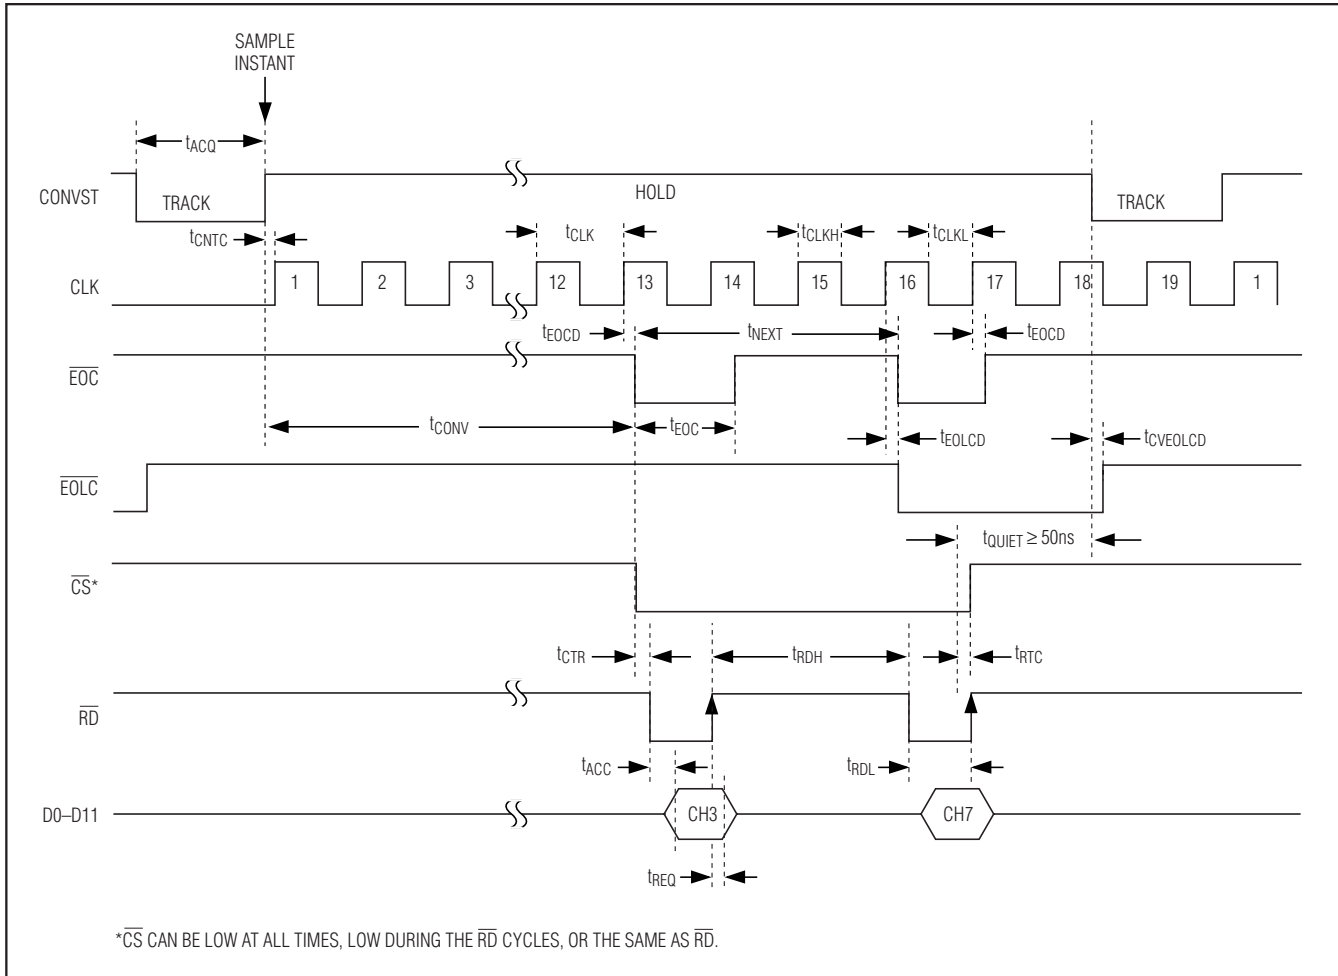 SAMPLE
INSTANT
tACQ
CONVST
TRACK
HOLD
TRACK
tCNTC
tCLK
tCLKH
tCLKL
CLK
1 2 3 12 13 14 15 16 17 18 19 1
tEOCD
tNEXT
tEOCD
EOC
tCONV
tEOC
tEOLCD
tCVEOLCD
EOLC
tQUIET ≥ 50ns
CS*
tCTR
tRDH
tRTC
RD
tACC
tRDL
D0–D11
CH3
CH7
tREQ
*CS CAN BE LOW AT ALL TIMES, LOW DURING THE RD CYCLES, OR THE SAME AS RD.